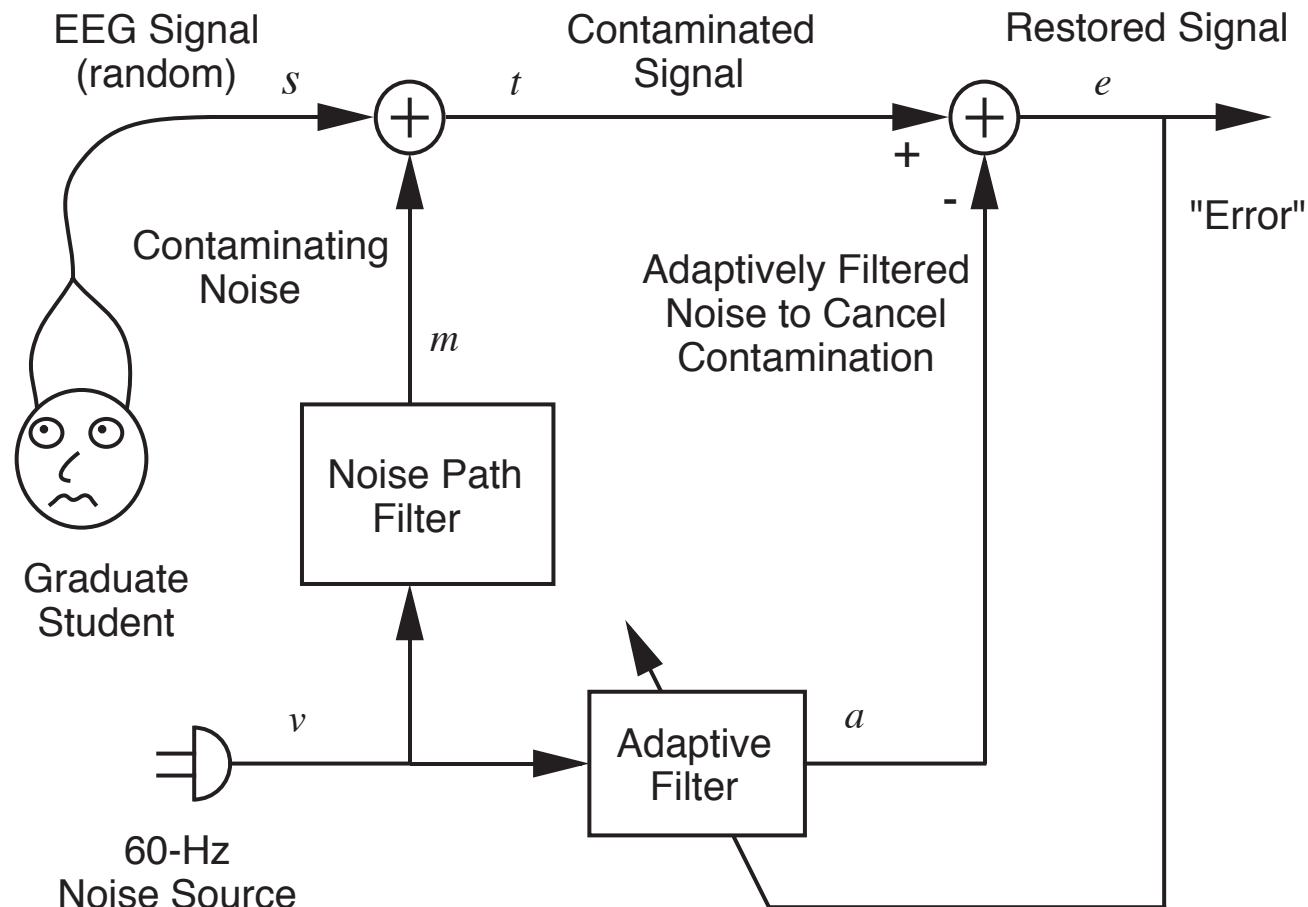 EEG Signal
(random)
s
t
Contaminated
Signal
Restored Signal
e
+
+
+
-
"Error"
Contaminating
Noise
m
Adaptively Filtered
Noise to Cancel
Contamination
Noise Path
Filter
Graduate
Student
v
Adaptive
Filter
a
60-Hz
Noise Source